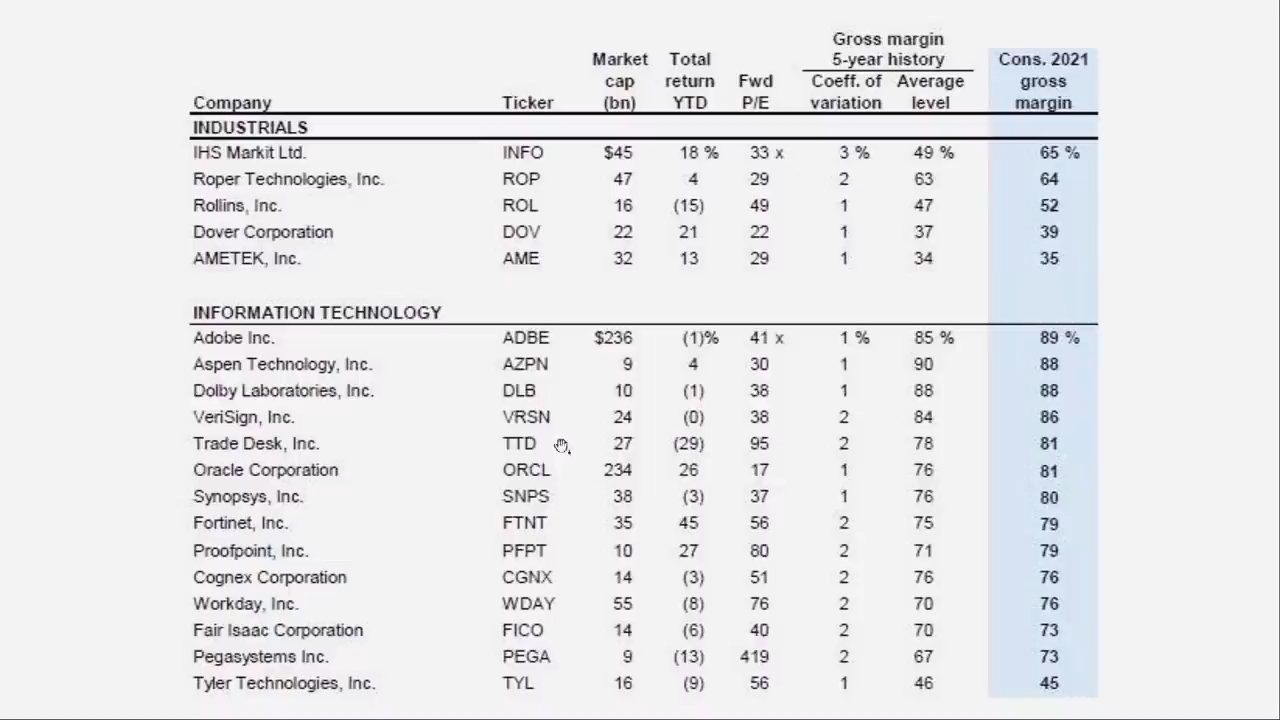 Gross margin
Market Total 5-year history Cons. 2021
cap return Fwd Coeff. of Average gross
Company Ticker (bn) YTD P/E variation level margin
INDUSTRIALS
IHS Markit Ltd. INFO $45 18 % 33 x 3 % 49 % 65 %
Roper Technologies, Inc. ROP 47 4 29 2 63 64
Rollins, Inc. ROL 16 (15) 49 1 47 52
Dover Corporation DOV 22 21 22 1 37 39
AMETEK, Inc. AME 32 13 29 1 34 35
INFORMATION TECHNOLOGY
Adobe Inc. ADBE $236 (1)% 41 x 1 % 85 % 89 %
Aspen Technology, Inc. AZPN 9 4 30 1 90 88
Dolby Laboratories, Inc. DLB 10 (1) 38 1 88 88
VeriSign, Inc. VRSN 24 (0) 38 2 84 86
Trade Desk, Inc. TTD 27 (29) 95 2 78 81
Oracle Corporation ORCL 234 26 17 1 76 81
Synopsys, Inc. SNPS 38 (3) 37 1 76 80
Fortinet, Inc. FTNT 35 45 56 2 75 79
Proofpoint, Inc. PFPT 10 27 80 2 71 79
Cognex Corporation CGNX 14 (3) 51 2 76 76
Workday, Inc. WDAY 55 (8) 76 2 70 76
Fair Isaac Corporation FICO 14 (6) 40 2 70 73
Pegasystems Inc. PEGA 9 (13) 419 2 67 73
Tyler Technologies, Inc. TYL 16 (9) 56 1 46 45